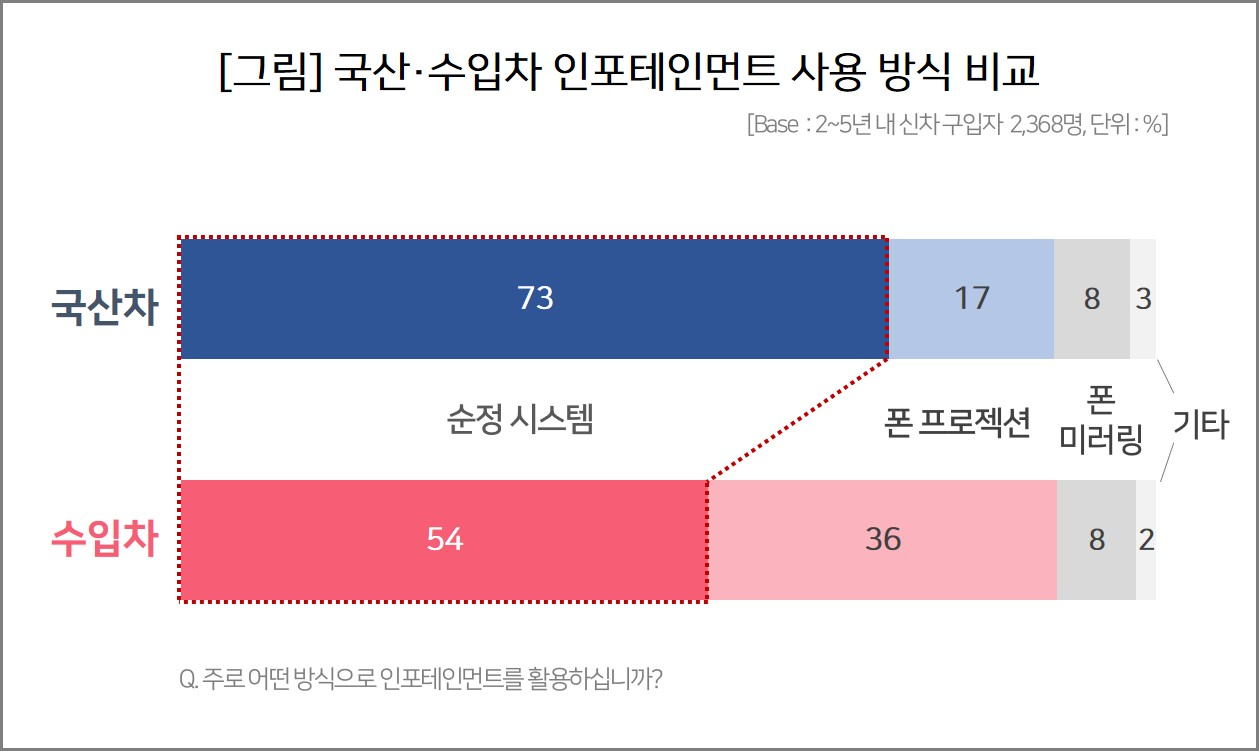 [그림] 국산·수입차 인포테인먼트 사용 방식 비교
[Base : 2~5년 내 신차 구입자 2,368명, 단위 : %]
국산차 73 17 8 3
순정 시스템 폰 프로젝션 폰 미러링 기타
수입차 54 36 8 2
Q. 주로 어떤 방식으로 인포테인먼트를 활용하십니까?